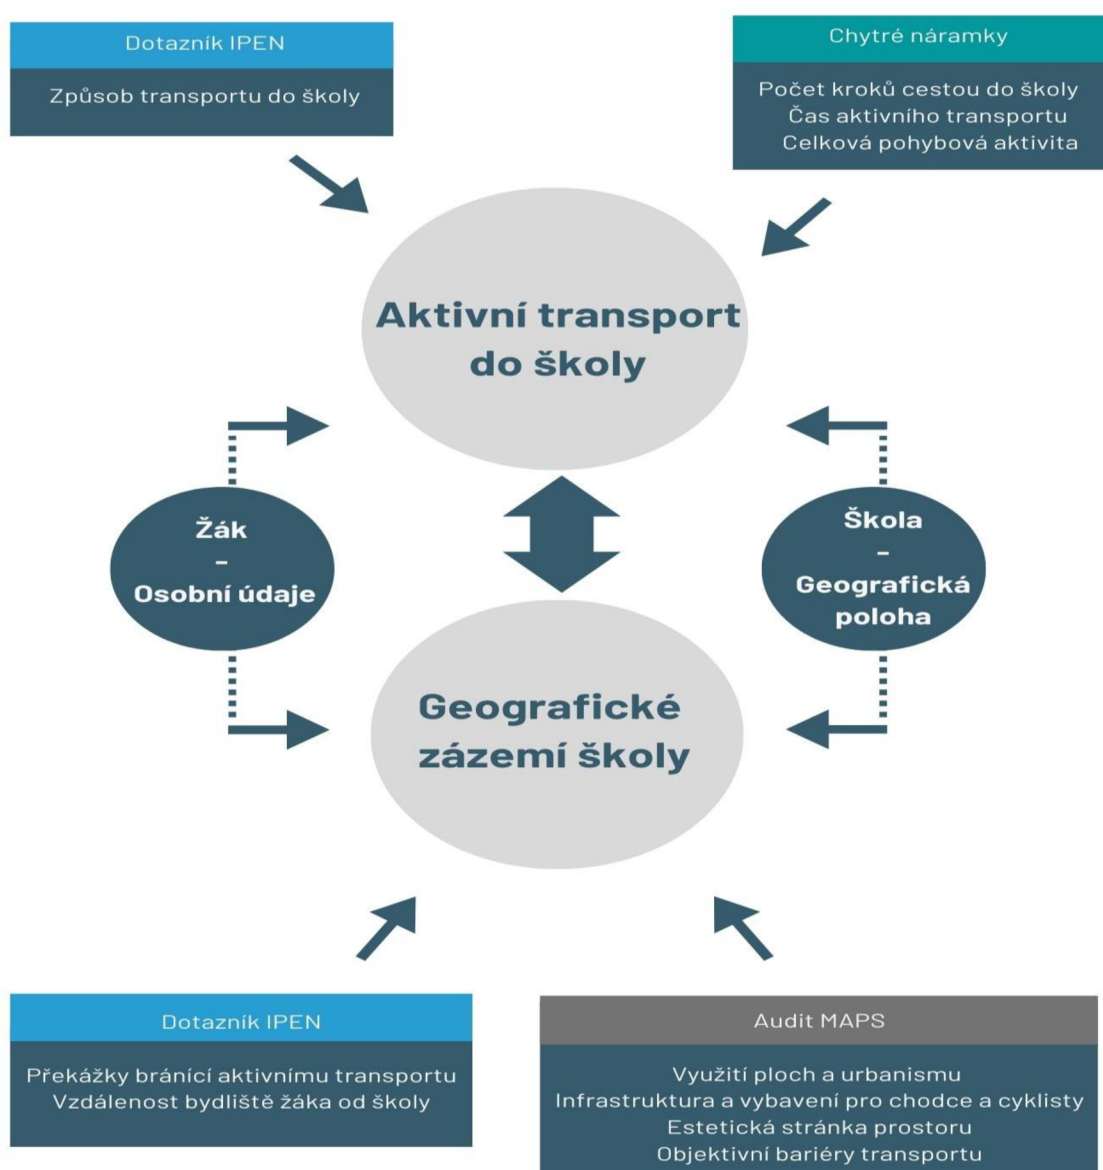 Dotazník IPEN
Způsob transportu do školy
Chytré náramky
Počet kroků cestou do školy
Čas aktivního transportu
Celková pohybová aktivita
Aktivní transport
do školy
Žák
–
Osobní údaje
Škola
–
Geografická
poloha
Geografické
zázemí školy
Dotazník IPEN
Překážky bránící aktivnímu transportu
Vzdálenost bydliště žáka od školy
Audit MAPS
Využití ploch a urbanismu
Infrastruktura a vybavení pro chodce a cyklisty
Estetická stránka prostoru
Objektivní bariéry transportu